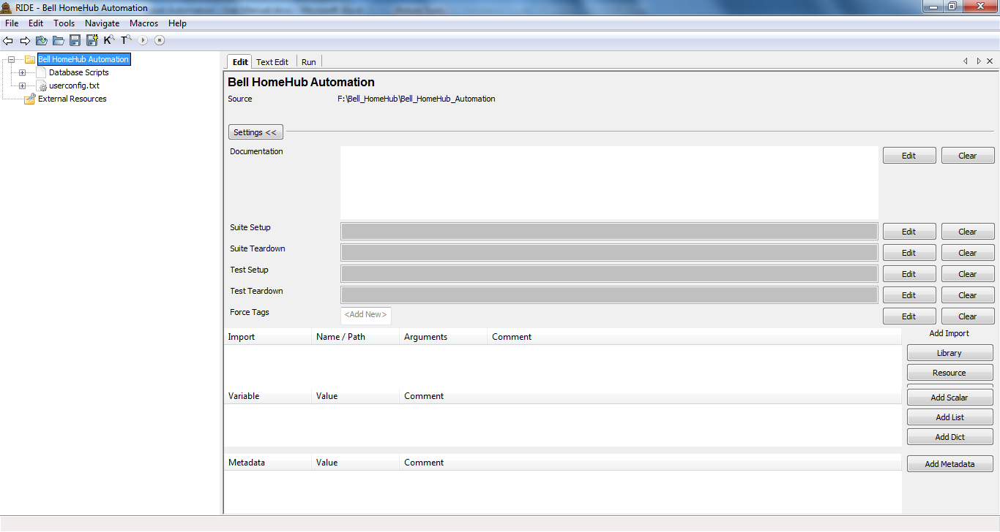 RIDE - Bell HomeHub Automation
File Edit Tools Navigate Macros Help
Bell HomeHub Automation
Database Scripts
userconfig.txt
External Resources
Edit Text Edit Run
Bell HomeHub Automation
Source F:\Bell_HomeHub\Bell_HomeHub_Automation
Settings <<
Documentation Edit Clear
Suite Setup Edit Clear
Suite Teardown Edit Clear
Test Setup Edit Clear
Test Teardown Edit Clear
Force Tags <Add New> Edit Clear
Import Name / Path Arguments Comment Add Import
Library
Resource
Variable Value Comment Add Scalar
Add List
Add Dict
Metadata Value Comment Add Metadata